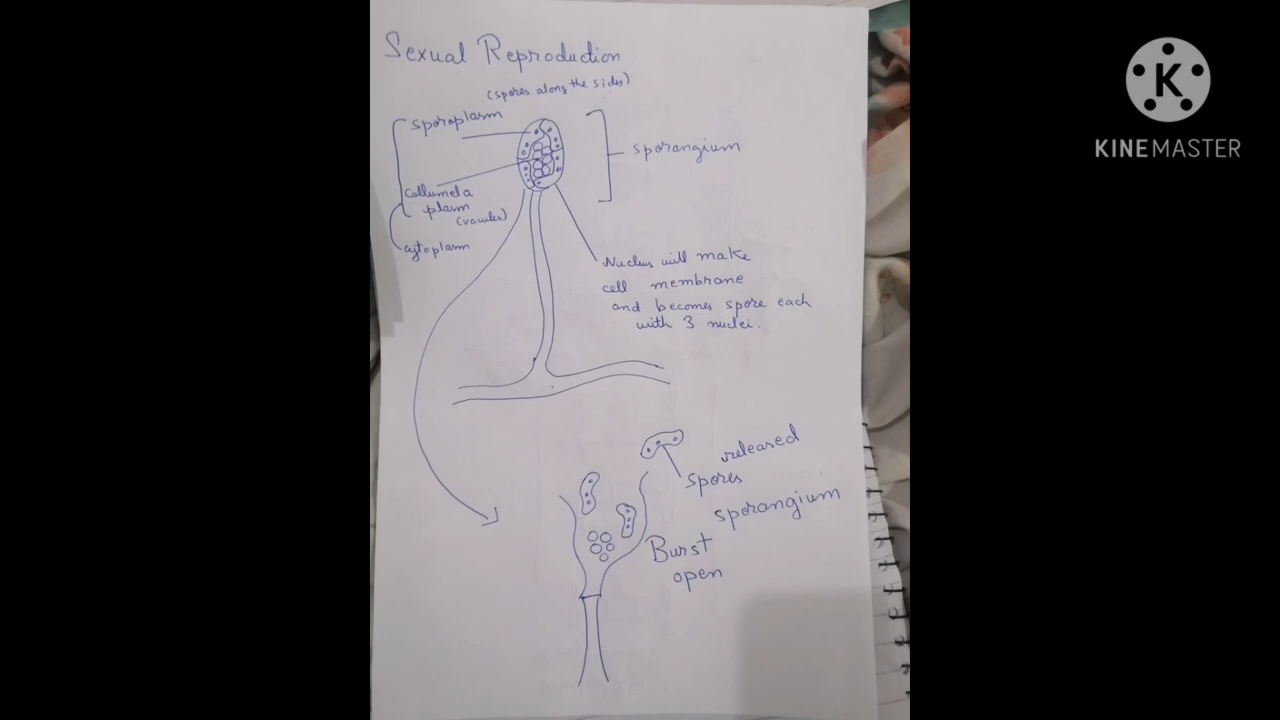 Sexual Reproduction
(spores along the sides)
sporoplasm
sporangium
collumela
plasm
(vacules)
cytoplasm
Nucleus will make
cell membrane
and becomes spore each
with 3 nuclei.
released
spores
sporangium
Burst
open
K
KINEMASTER